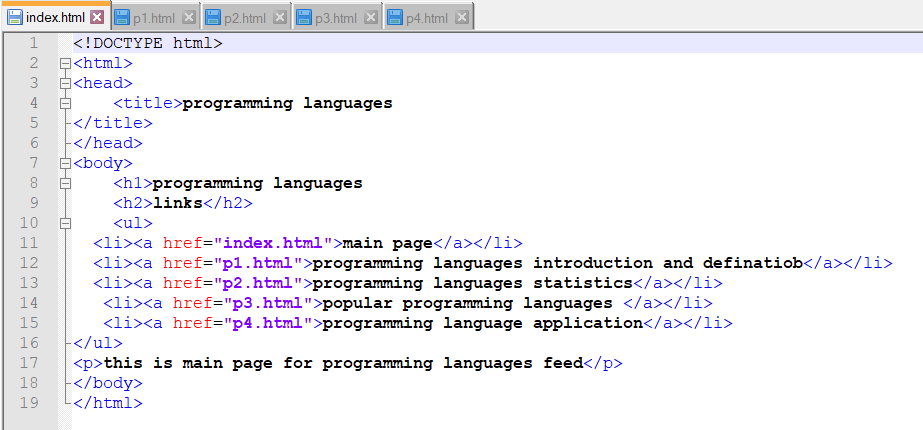 index.html p1.html p2.html p3.html p4.html
1 <!DOCTYPE html>
2 <html>
3 <head>
4 <title>programming languages
5 </title>
6 </head>
7 <body>
8 <h1>programming languages
9 <h2>links</h2>
10 <ul>
11 <li><a href="index.html">main page</a></li>
12 <li><a href="p1.html">programming languages introduction and definatiob</a></li>
13 <li><a href="p2.html">programming languages statistics</a></li>
14 <li><a href="p3.html">popular programming languages </a></li>
15 <li><a href="p4.html">programming language application</a></li>
16 </ul>
17 <p>this is main page for programming languages feed</p>
18 </body>
19 </html>